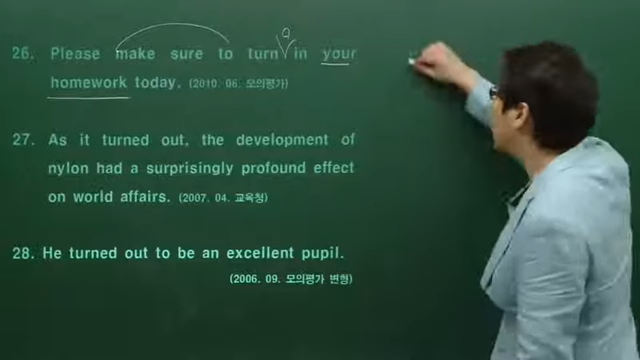 26. Please make sure to turn in your
homework today. (2010. 06. 모의평가)
27. As it turned out, the development of
nylon had a surprisingly profound effect
on world affairs. (2007. 04. 교육청)
28. He turned out to be an excellent pupil.
(2006. 09. 모의평가 변형)